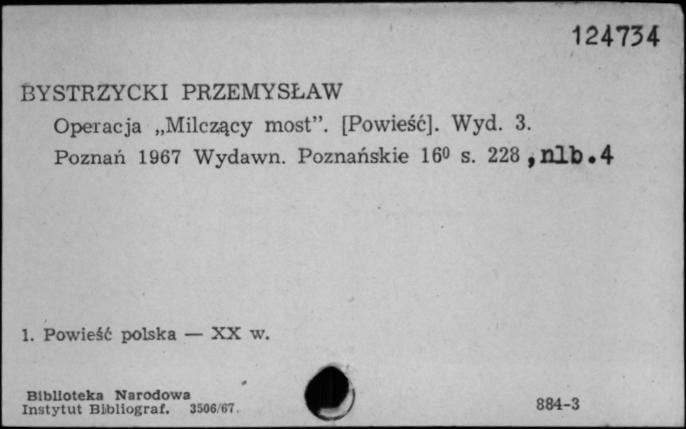 124734
BYSTRZYCKI PRZEMYSŁAW
Operacja „Milczący most”. [Powieść]. Wyd. 3.
Poznań 1967 Wydawn. Poznańskie 16⁰ s. 228, nlb. 4
1. Powieść polska — XX w.
Biblioteka Narodowa
Instytut Bibliograf. 3506/67.
884-3